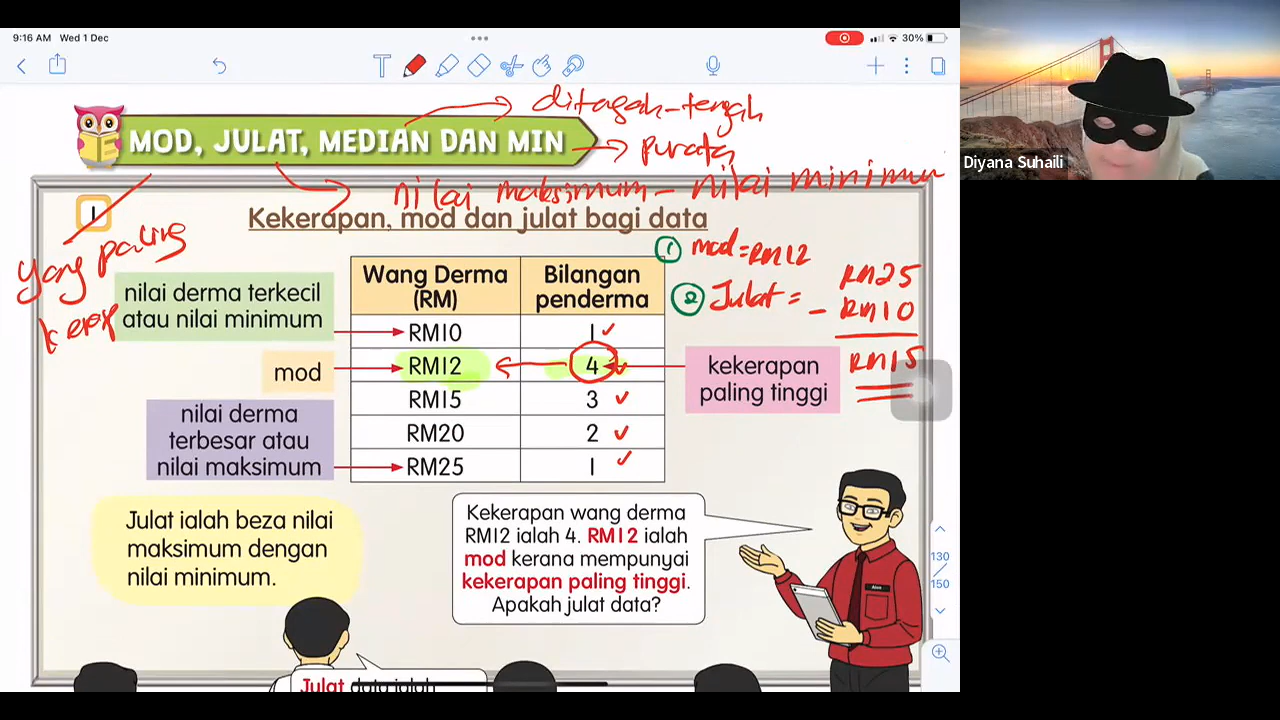 9:16 AM Wed 1 Dec
30%
ditagah-tengah
MOD, JULAT, MEDIAN DAN MIN
purata
Diyana Suhaili
nilai maksimum - nilai minimum
1
Kekerapan, mod dan julat bagi data
yang paling
kerap
1 mod = RM12
2 Julat = RM25
- RM10
RM15
nilai derma terkecil
atau nilai minimum
Wang Derma
(RM)
Bilangan
penderma
RM10 1
mod
RM12 4
kekerapan
paling tinggi
RM15 3
nilai derma
terbesar atau
nilai maksimum
RM20 2
RM25 1
Julat ialah beza nilai
maksimum dengan
nilai minimum.
Kekerapan wang derma
RM12 ialah 4. RM12 ialah
mod kerana mempunyai
kekerapan paling tinggi.
Apakah julat data?
130
150
Julat data ialah